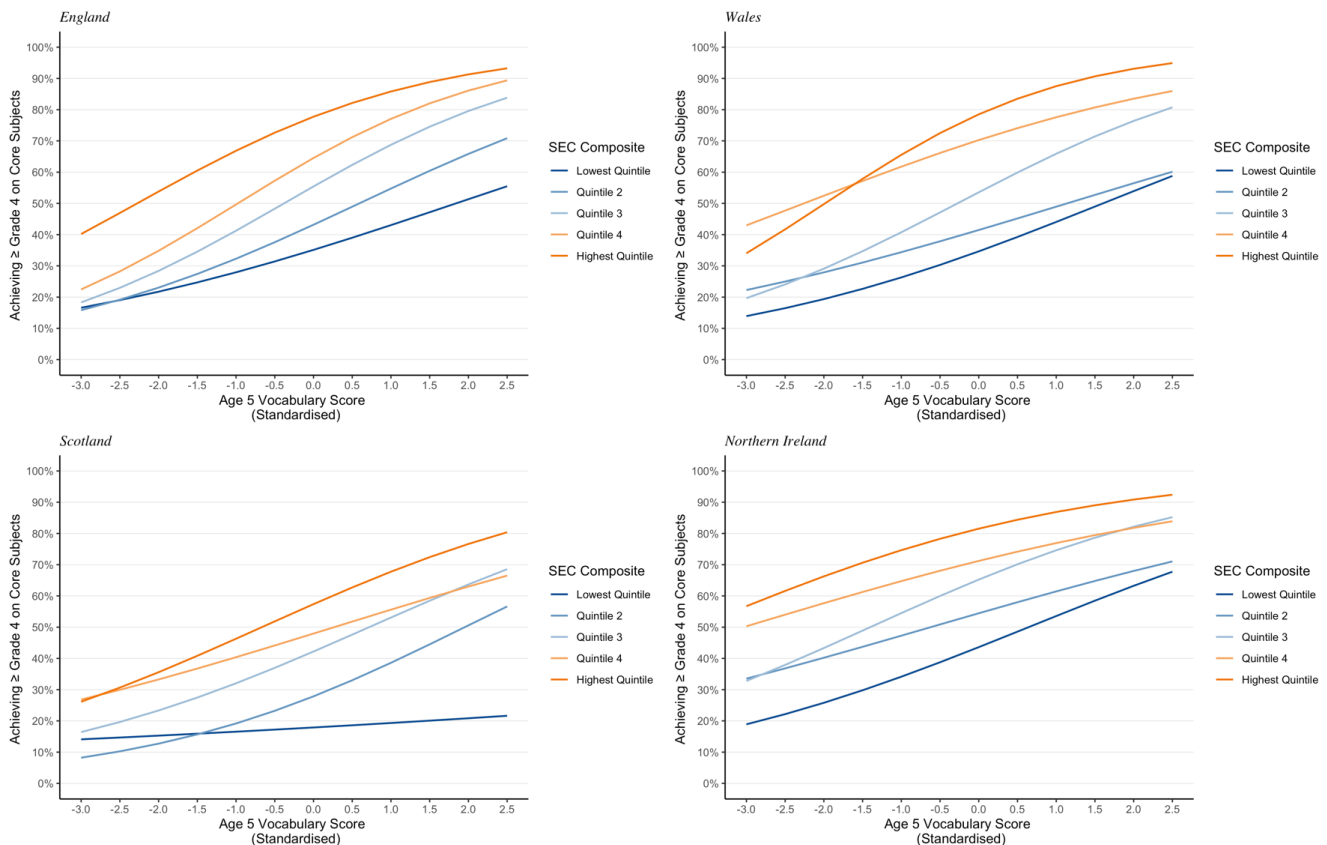 England
Achieving ≥ Grade 4 on Core Subjects
100%
90%
80%
70%
60%
50%
40%
30%
20%
10%
0%
-3.0 -2.5 -2.0 -1.5 -1.0 -0.5 0.0 0.5 1.0 1.5 2.0 2.5
Age 5 Vocabulary Score
(Standardised)
SEC Composite
Lowest Quintile
Quintile 2
Quintile 3
Quintile 4
Highest Quintile
Wales
Achieving ≥ Grade 4 on Core Subjects
100%
90%
80%
70%
60%
50%
40%
30%
20%
10%
0%
-3.0 -2.5 -2.0 -1.5 -1.0 -0.5 0.0 0.5 1.0 1.5 2.0 2.5
Age 5 Vocabulary Score
(Standardised)
SEC Composite
Lowest Quintile
Quintile 2
Quintile 3
Quintile 4
Highest Quintile
Scotland
Achieving ≥ Grade 4 on Core Subjects
100%
90%
80%
70%
60%
50%
40%
30%
20%
10%
0%
-3.0 -2.5 -2.0 -1.5 -1.0 -0.5 0.0 0.5 1.0 1.5 2.0 2.5
Age 5 Vocabulary Score
(Standardised)
SEC Composite
Lowest Quintile
Quintile 2
Quintile 3
Quintile 4
Highest Quintile
Northern Ireland
Achieving ≥ Grade 4 on Core Subjects
100%
90%
80%
70%
60%
50%
40%
30%
20%
10%
0%
-3.0 -2.5 -2.0 -1.5 -1.0 -0.5 0.0 0.5 1.0 1.5 2.0 2.5
Age 5 Vocabulary Score
(Standardised)
SEC Composite
Lowest Quintile
Quintile 2
Quintile 3
Quintile 4
Highest Quintile